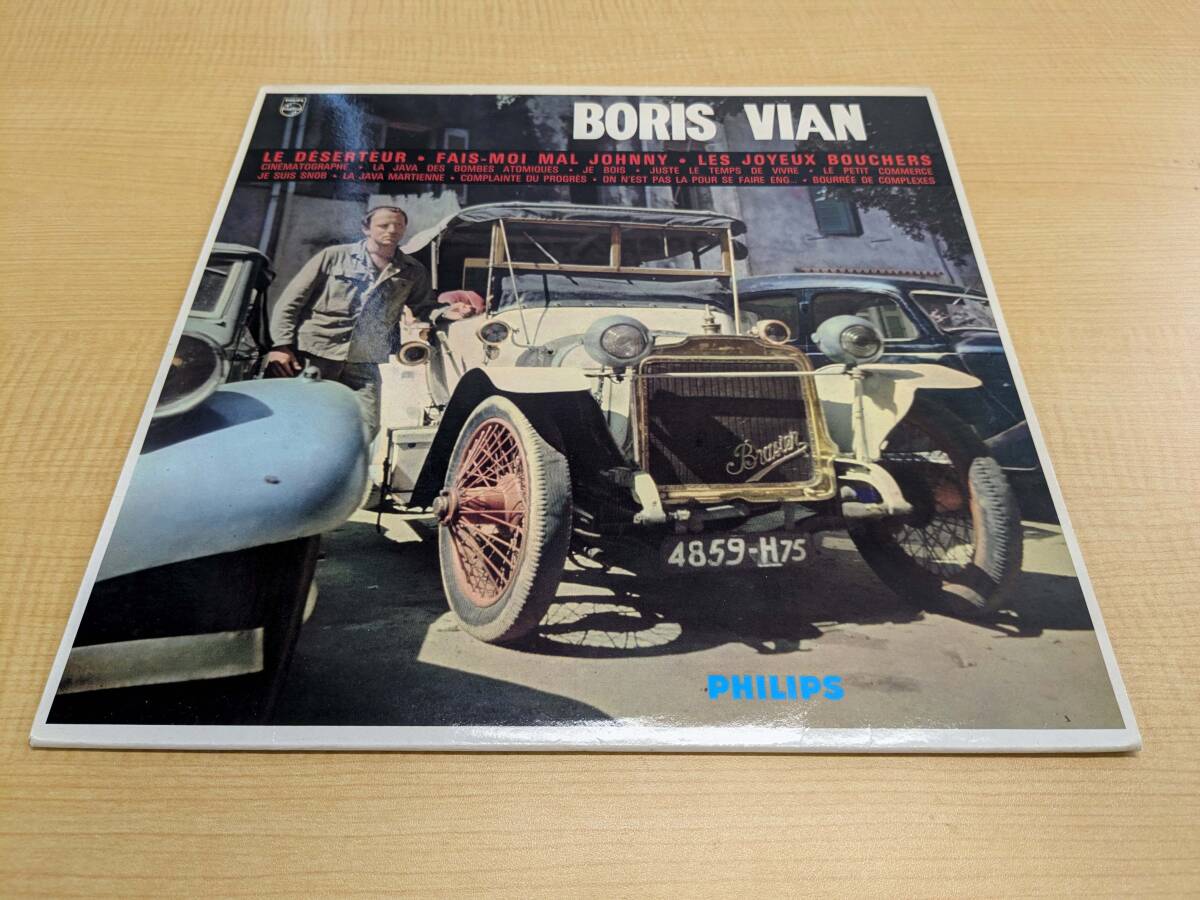 PHILIPS
BORIS VIAN
LE DÉSERTEUR • FAIS-MOI MAL JOHNNY • LES JOYEUX BOUCHERS
CINÉMATOGRAPHE • LA JAVA DES BOMBES ATOMIQUES • JE BOIS • JUSTE LE TEMPS DE VIVRE • LE PETIT COMMERCE
JE SUIS SNOB • LA JAVA MARTIENNE • COMPLAINTE DU PROGRÈS • ON N'EST PAS LA POUR SE FAIRE ENG... • BOURRÉE DE COMPLEXES
Brasier
4859-H75
PHILIPS